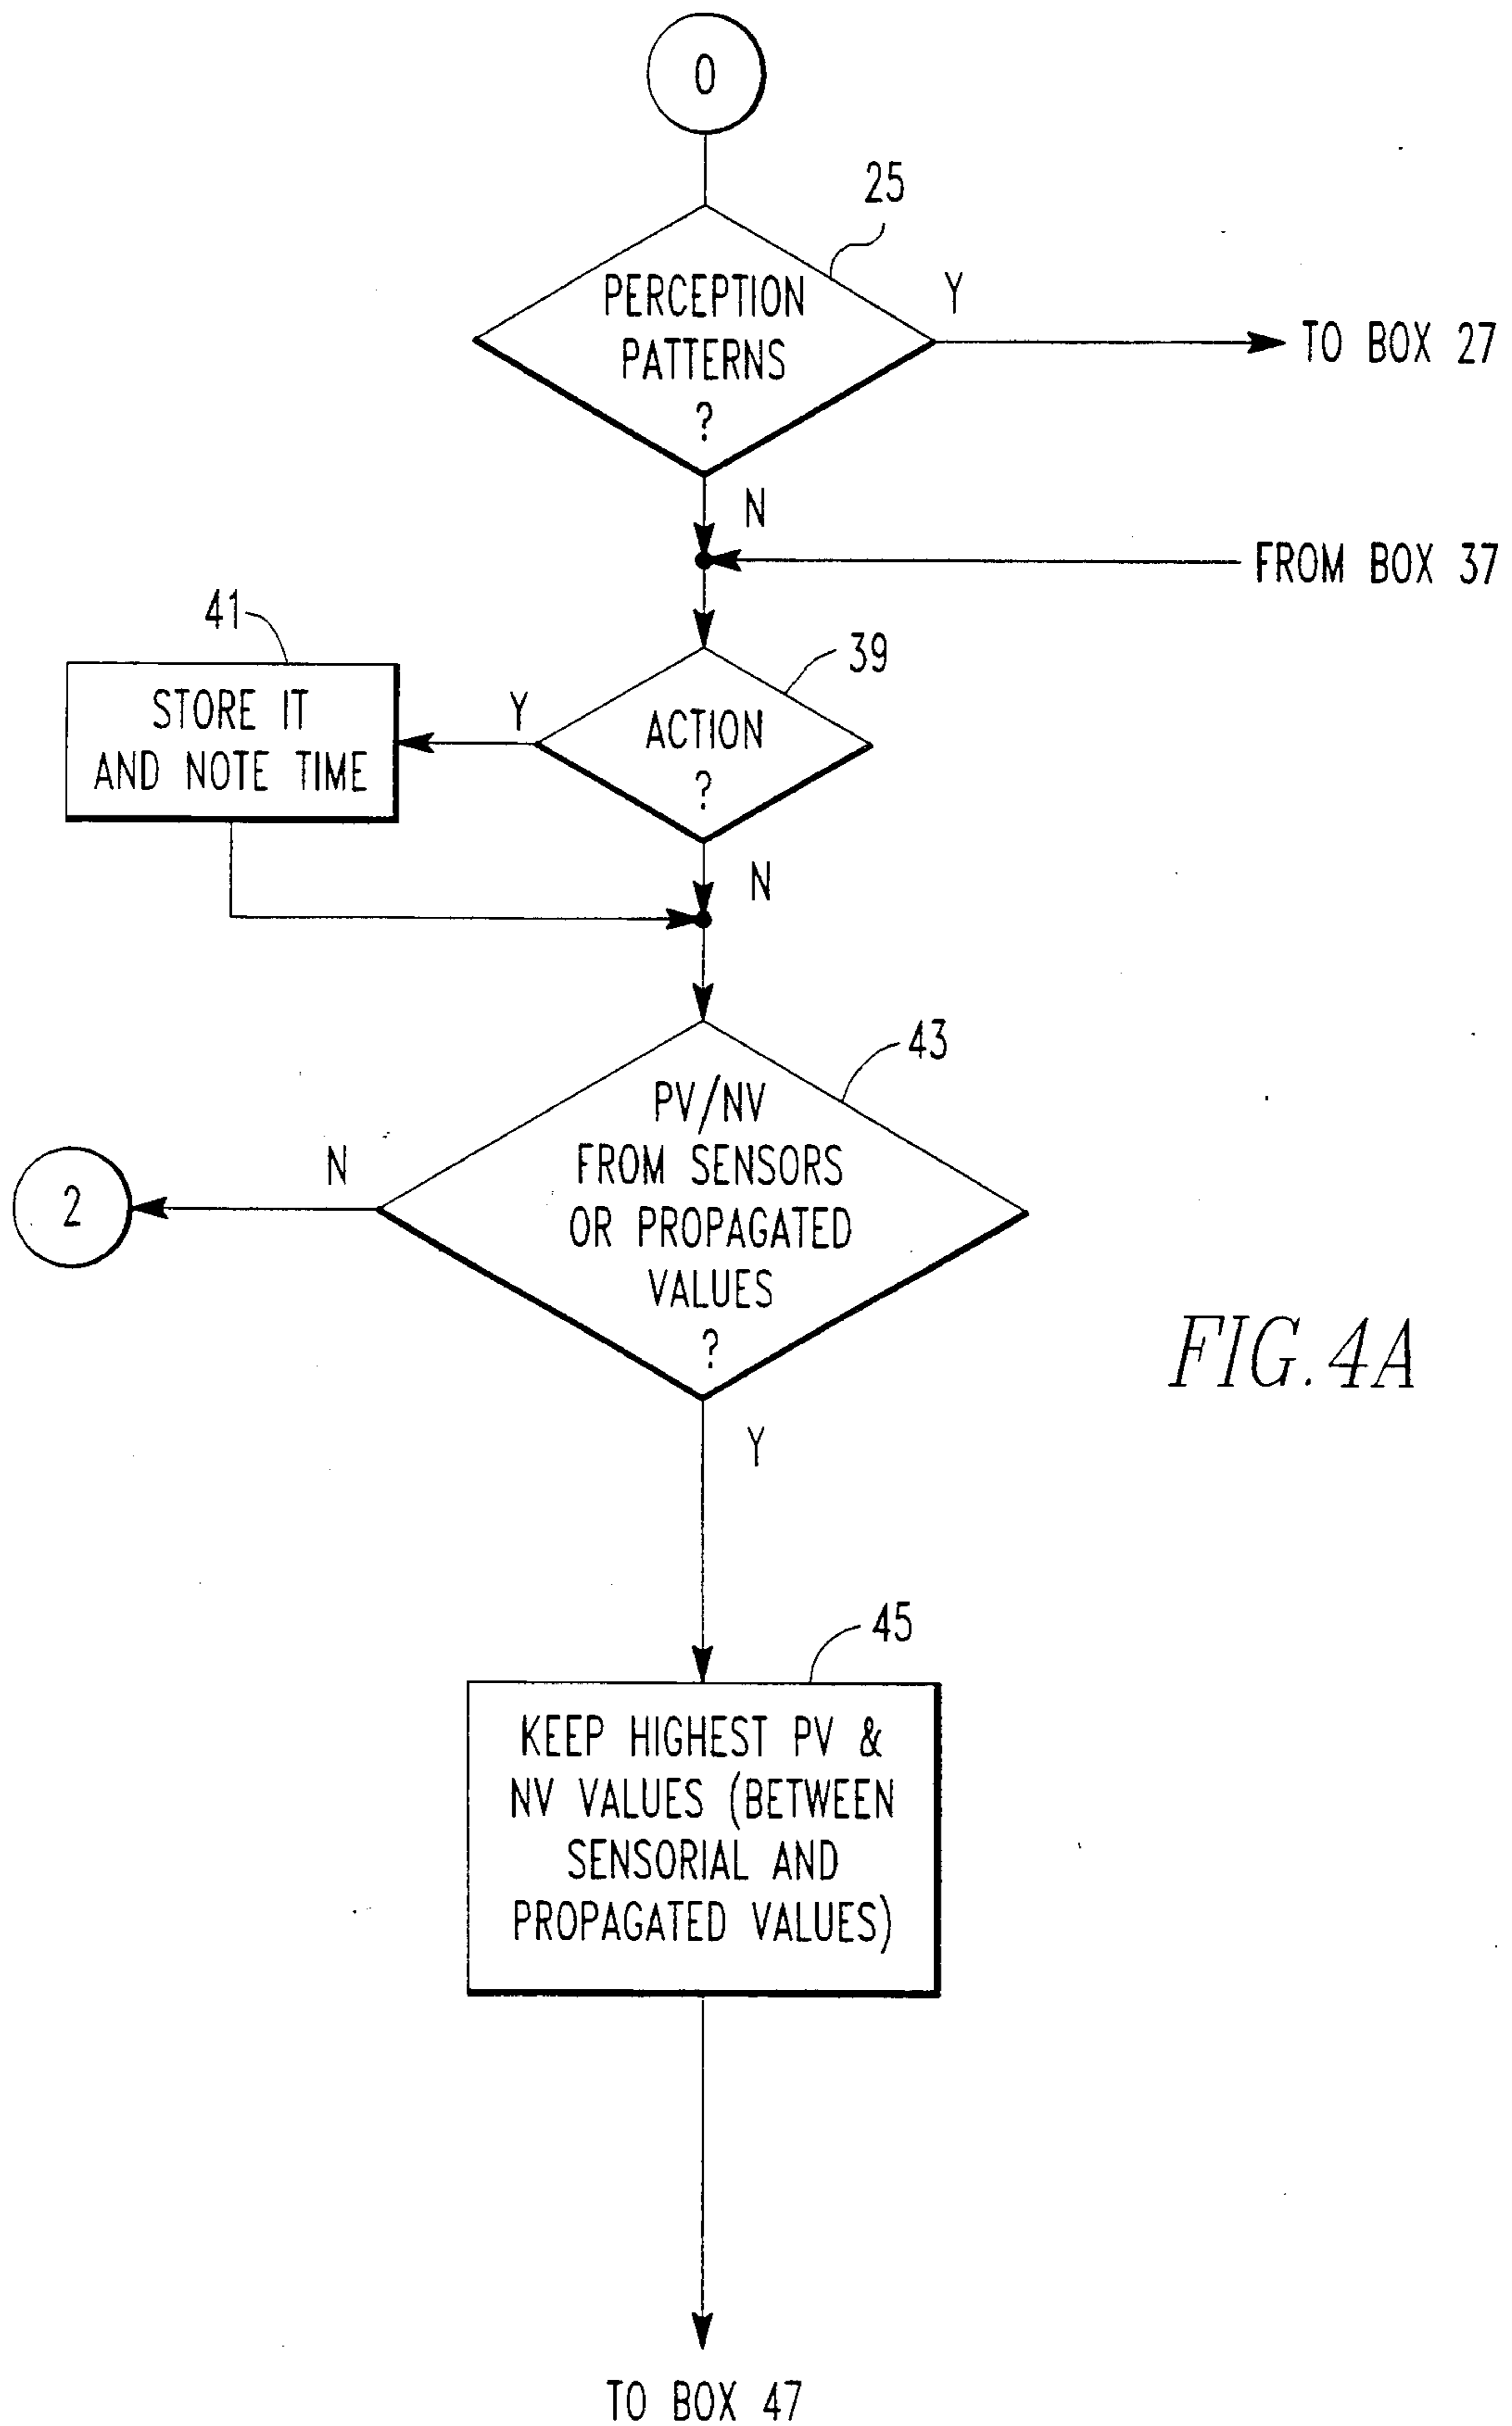 0
25
PERCEPTION
PATTERNS
?
Y
TO BOX 27
N
FROM BOX 37
41
STORE IT
AND NOTE TIME
Y
39
ACTION
?
N
43
PV/NV
FROM SENSORS
OR PROPAGATED
VALUES
?
N
2
FIG. 4A
Y
45
KEEP HIGHEST PV &
NV VALUES (BETWEEN
SENSORIAL AND
PROPAGATED VALUES)
TO BOX 47